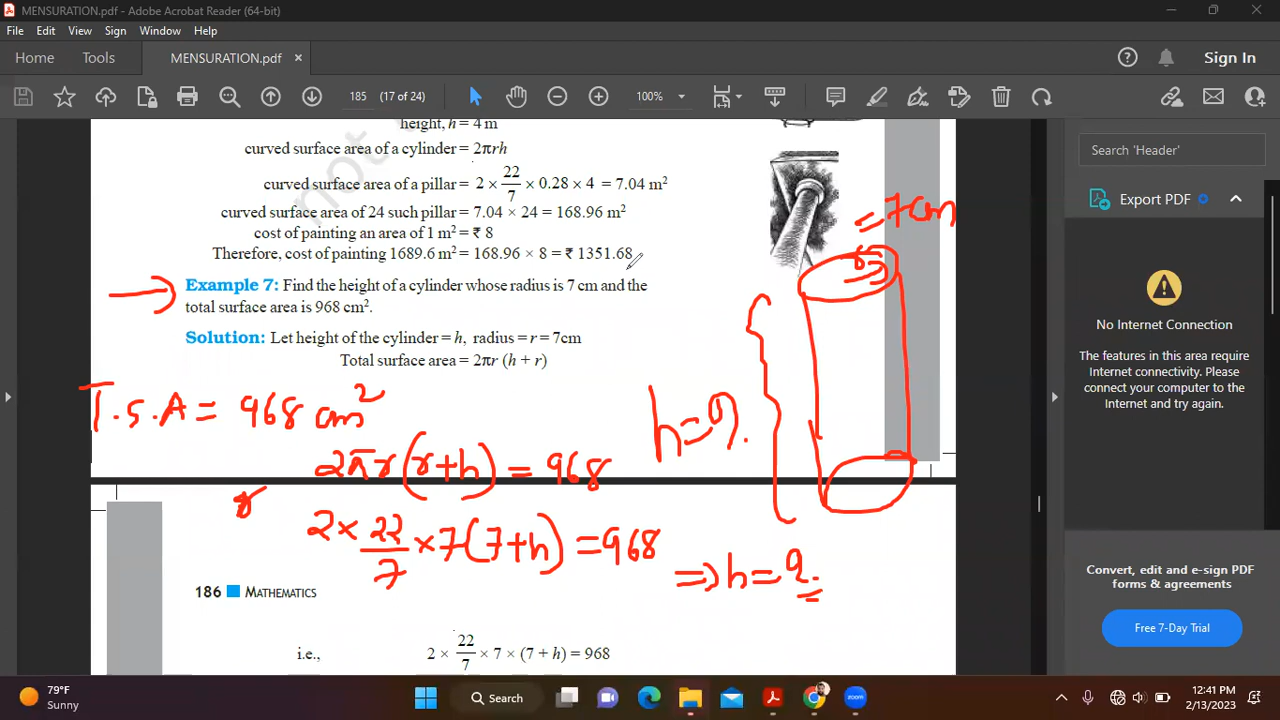 MENSURATION.pdf - Adobe Acrobat Reader (64-bit)
File Edit View Sign Window Help
Home Tools MENSURATION.pdf × Sign In
185 (17 of 24) 100%
height, h = 4 m
curved surface area of a cylinder = 2πrh
curved surface area of a pillar = 2 × 22/7 × 0.28 × 4 = 7.04 m²
curved surface area of 24 such pillar = 7.04 × 24 = 168.96 m²
cost of painting an area of 1 m² = ₹ 8
Therefore, cost of painting 1689.6 m² = 168.96 × 8 = ₹ 1351.68
not
= 7cm
r=
Example 7: Find the height of a cylinder whose radius is 7 cm and the
total surface area is 968 cm².
Solution: Let height of the cylinder = h, radius = r = 7cm
Total surface area = 2πr (h + r)
T.S.A = 968 cm²
h=?.
2πr(r+h) = 968
r
2 × 22/7 × 7(7+h) = 968
⇒ h = 9.
186 MATHEMATICS
i.e., 2 × 22/7 × 7 × (7 + h) = 968
Search 'Header'
Export PDF
No Internet Connection
The features in this area require
Internet connectivity. Please
connect your computer to the
Internet and try again.
Convert, edit and e-sign PDF
forms & agreements
Free 7-Day Trial
79°F
Sunny
Search
zoom
12:41 PM
2/13/2023